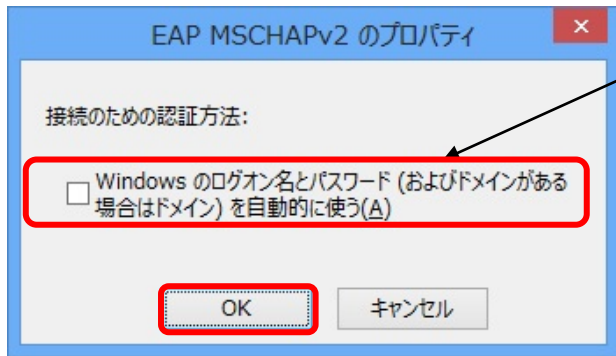 EAP MSCHAPv2 のプロパティ
接続のための認証方法:
Windows のログオン名とパスワード (およびドメインがある
場合はドメイン) を自動的に使う(A)
OK キャンセル